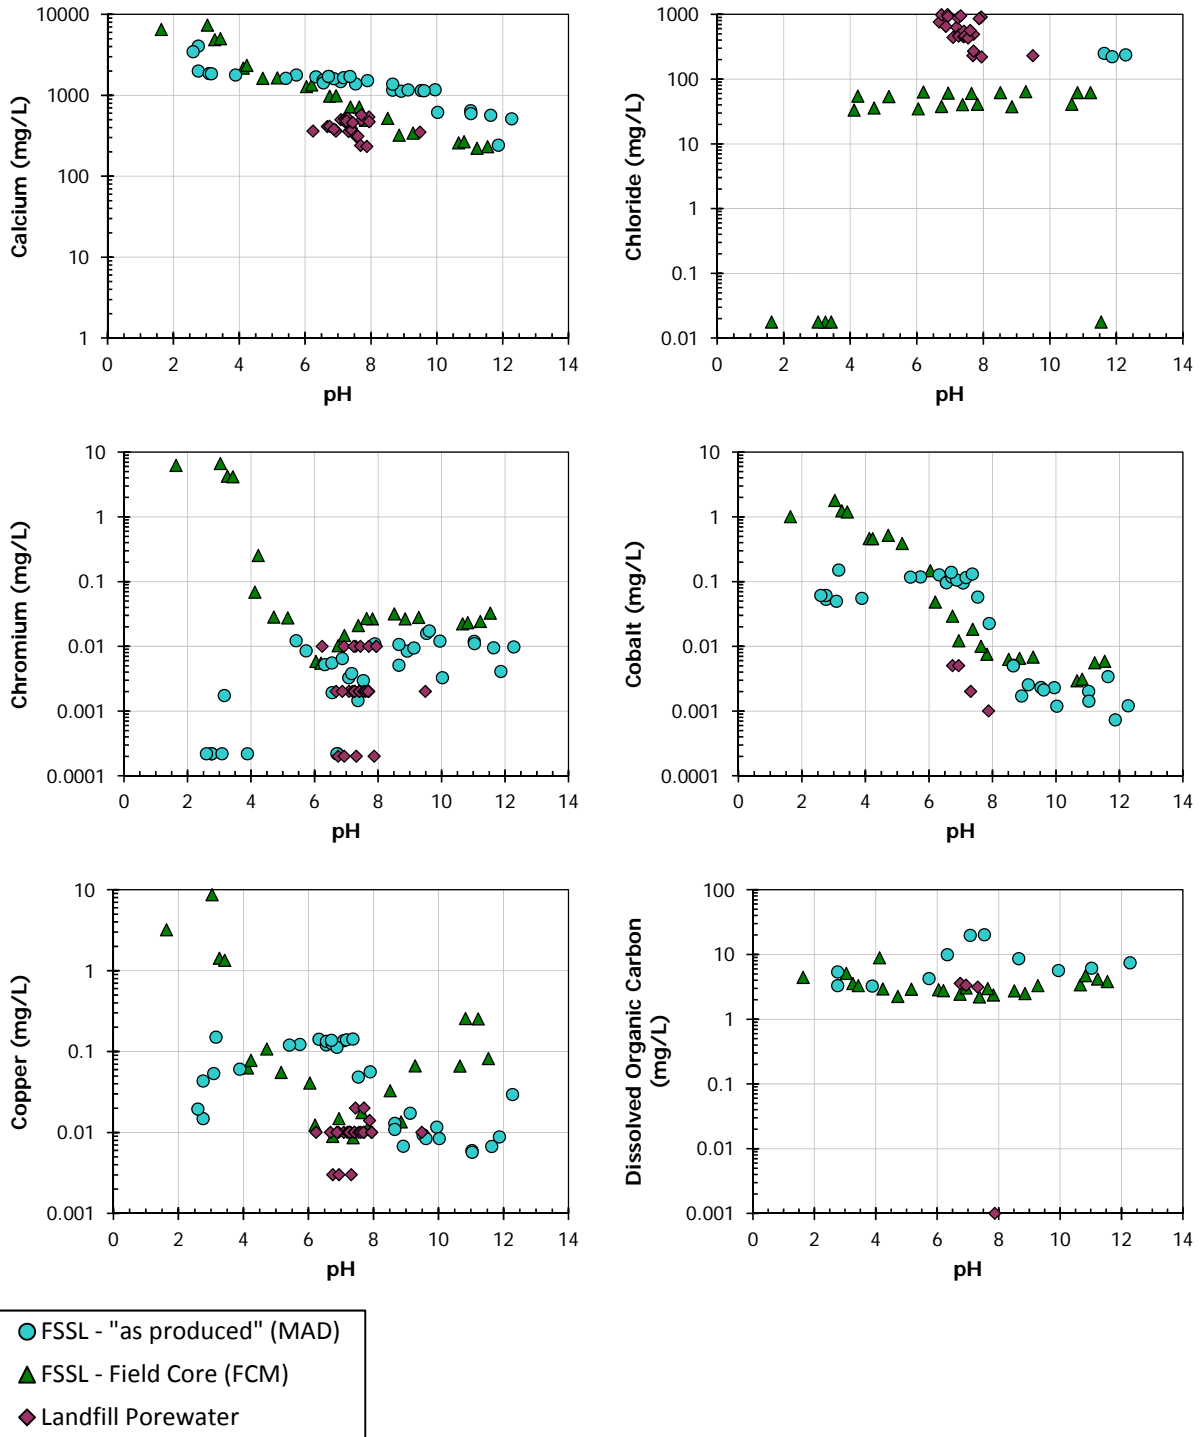 Calcium (mg/L)
10000
1000
100
10
1
0 2 4 6 8 10 12 14
pH
Chloride (mg/L)
1000
100
10
1
0.1
0.01
0 2 4 6 8 10 12 14
pH
Chromium (mg/L)
10
1
0.1
0.01
0.001
0.0001
0 2 4 6 8 10 12 14
pH
Cobalt (mg/L)
10
1
0.1
0.01
0.001
0.0001
0 2 4 6 8 10 12 14
pH
Copper (mg/L)
10
1
0.1
0.01
0.001
0 2 4 6 8 10 12 14
pH
Dissolved Organic Carbon
(mg/L)
100
10
1
0.1
0.01
0.001
0 2 4 6 8 10 12 14
pH
FSSL - "as produced" (MAD)
FSSL - Field Core (FCM)
Landfill Porewater